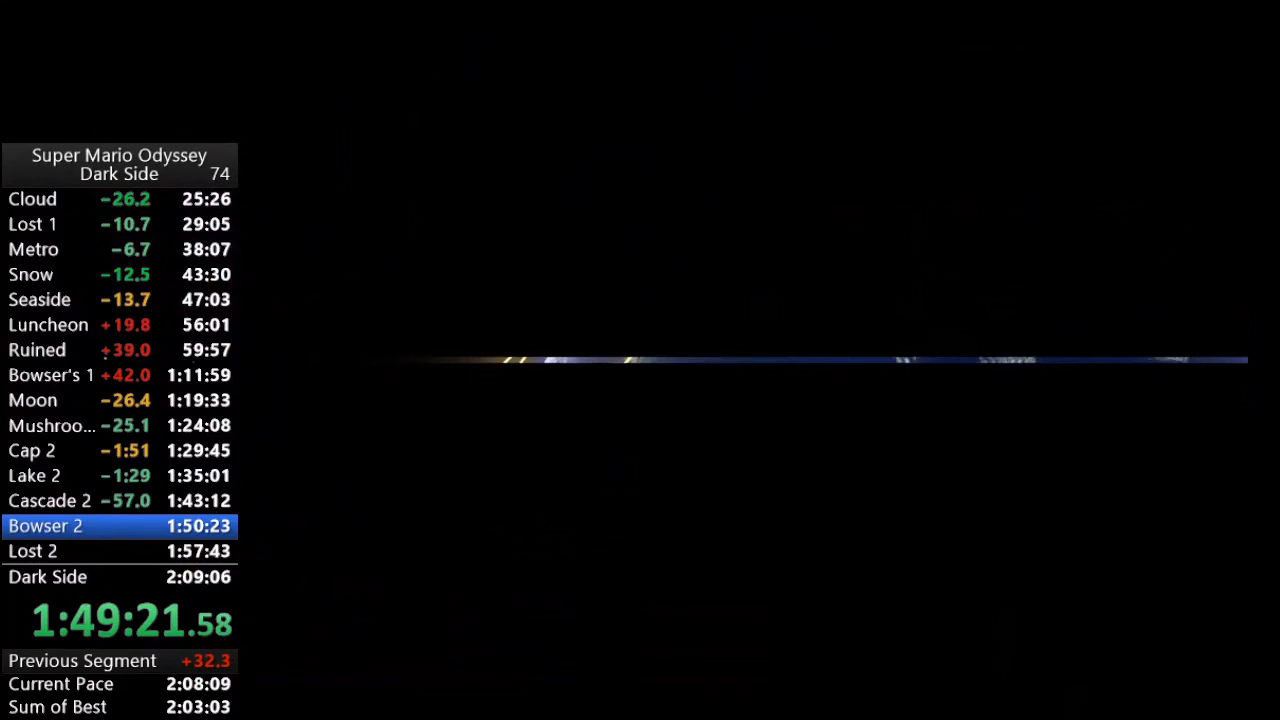 Super Mario Odyssey
Dark Side 74
Cloud -26.2 25:26
Lost 1 -10.7 29:05
Metro -6.7 38:07
Snow -12.5 43:30
Seaside -13.7 47:03
Luncheon +19.8 56:01
Ruined +39.0 59:57
Bowser's 1 +42.0 1:11:59
Moon -26.4 1:19:33
Mushroo... -25.1 1:24:08
Cap 2 -1:51 1:29:45
Lake 2 -1:29 1:35:01
Cascade 2 -57.0 1:43:12
Bowser 2 1:50:23
Lost 2 1:57:43
Dark Side 2:09:06
1:49:21.58
Previous Segment +32.3
Current Pace 2:08:09
Sum of Best 2:03:03